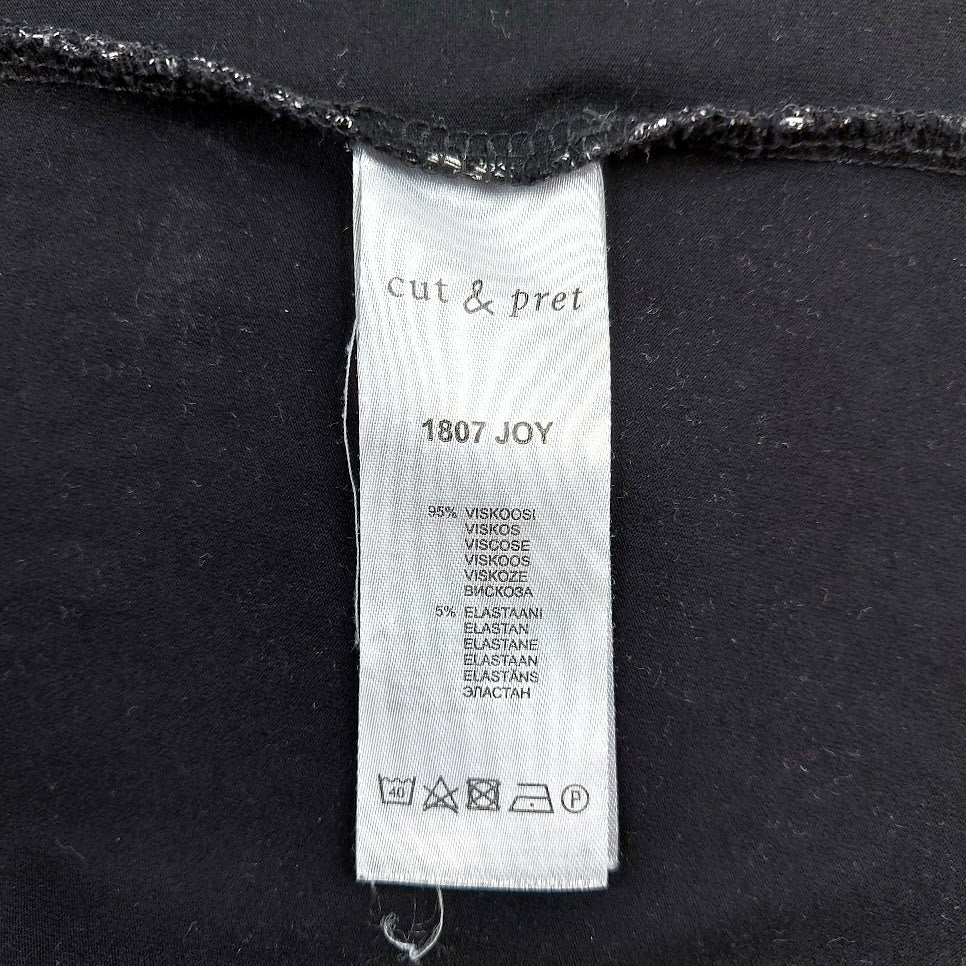 cut & pret
1807 JOY
95% VISKOOSI
VISKOS
VISCOSE
VISKOOS
VISKOZE
ВИСКОЗА
5% ELASTAANI
ELASTAN
ELASTANE
ELASTAAN
ELASTĀNS
ЭЛАСТАН
40 P